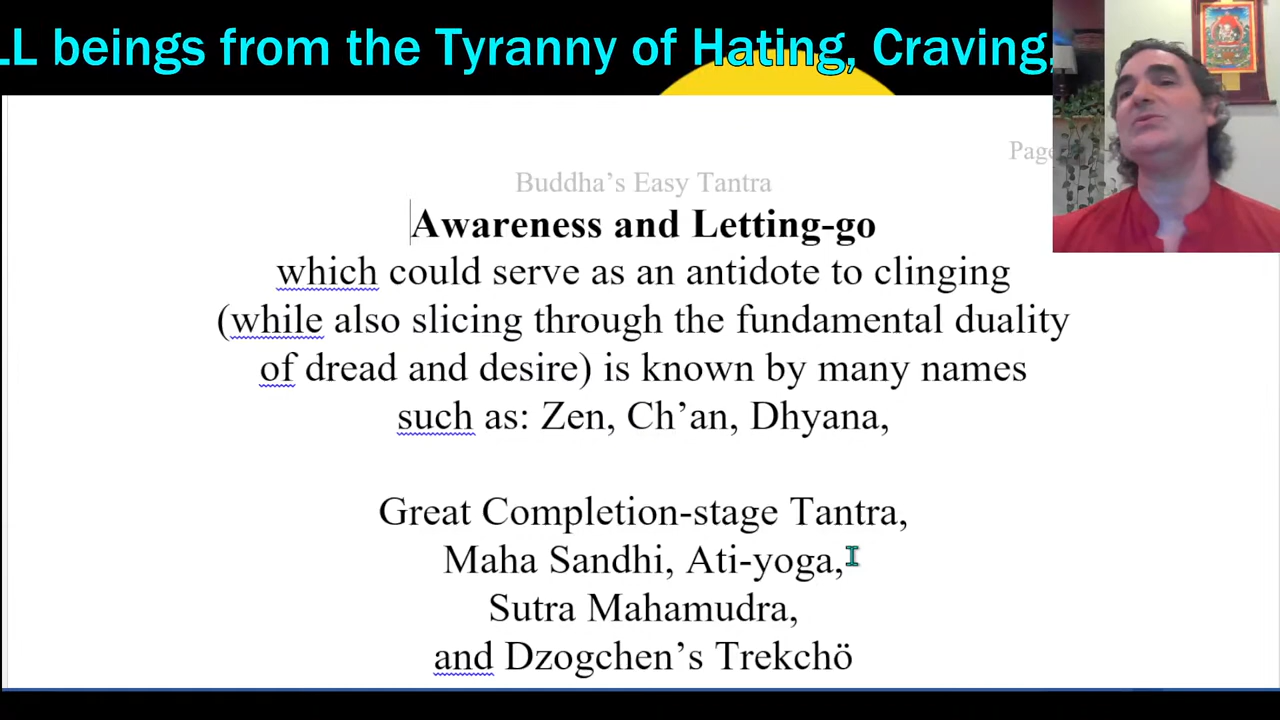 LL beings from the Tyranny of Hating, Craving,
Page
Buddha’s Easy Tantra
Awareness and Letting-go
which could serve as an antidote to clinging
(while also slicing through the fundamental duality
of dread and desire) is known by many names
such as: Zen, Ch’an, Dhyana,
Great Completion-stage Tantra,
Maha Sandhi, Ati-yoga,
Sutra Mahamudra,
and Dzogchen’s Trekchö